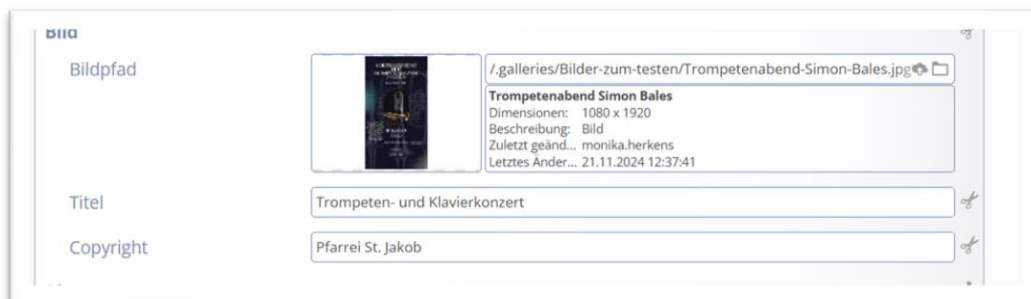 Bild
Bildpfad
/.galleries/Bilder-zum-testen/Trompetenabend-Simon-Bales.jpg
Trompetenabend Simon Bales
Dimensionen: 1080 x 1920
Beschreibung: Bild
Zuletzt geänd... monika.herkens
Letztes Änder... 21.11.2024 12:37:41
Titel
Trompeten- und Klavierkonzert
Copyright
Pfarrei St. Jakob